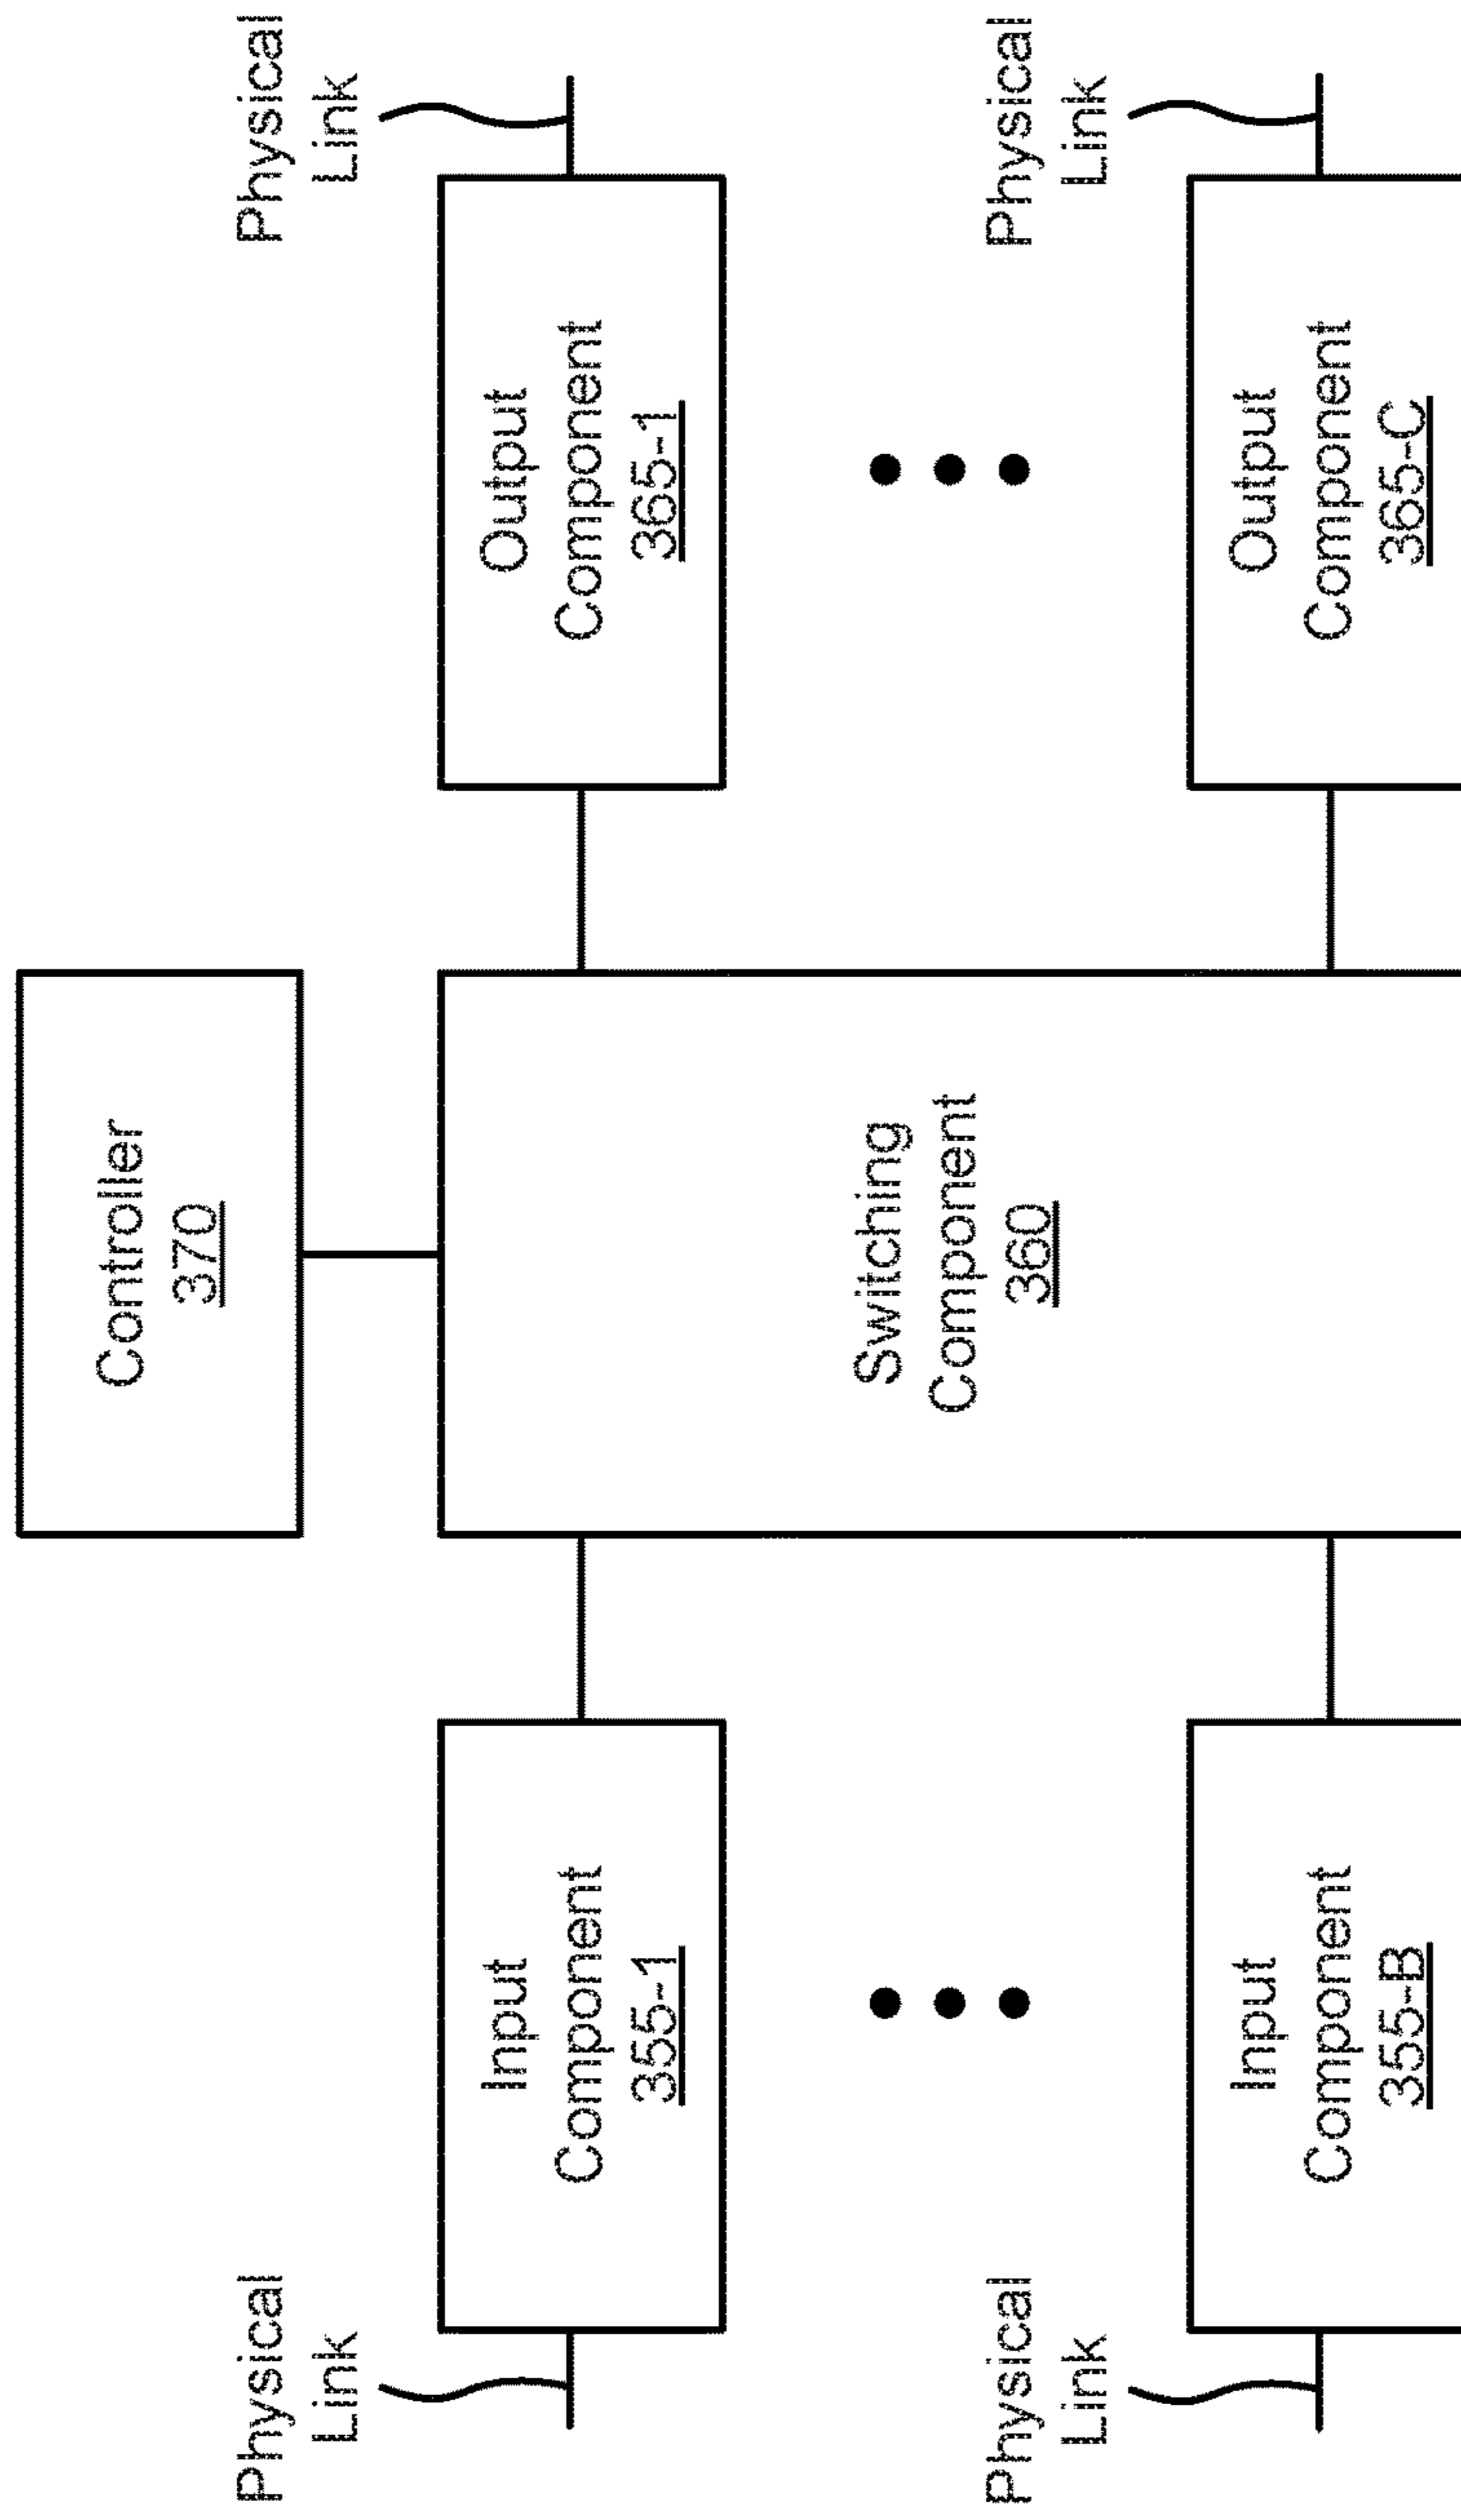 Controller
370
Physical
Link
Physical
Link
Input
Component
355-1
Switching
Component
360
Output
Component
365-1
Physical
Link
Physical
Link
Input
Component
355-B
Output
Component
365-C